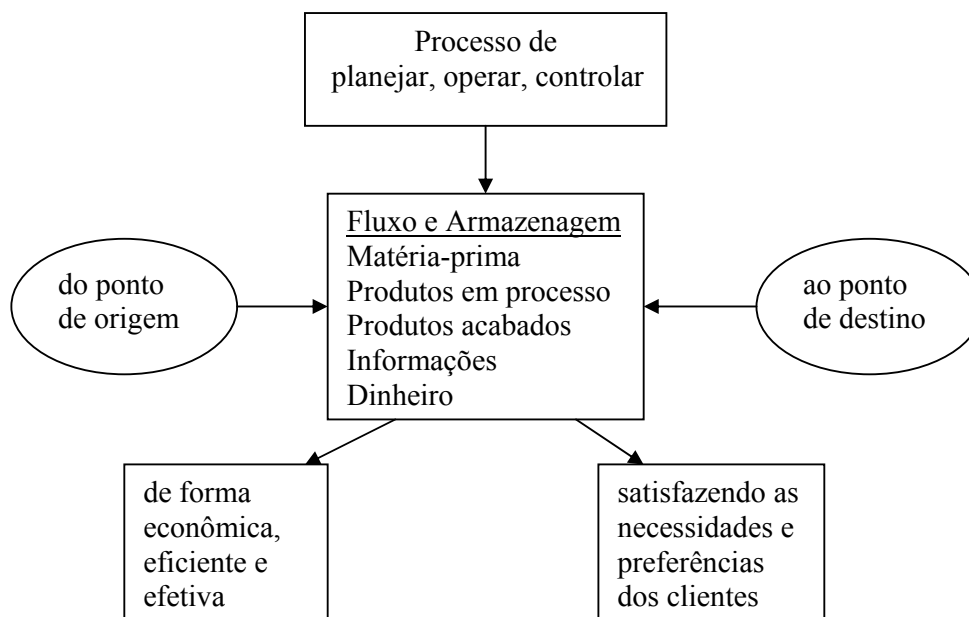 Processo de
planejar, operar, controlar
Fluxo e Armazenagem
Matéria-prima
Produtos em processo
Produtos acabados
Informações
Dinheiro
do ponto
de origem
ao ponto
de destino
de forma
econômica,
eficiente e
efetiva
satisfazendo as
necessidades e
preferências
dos clientes